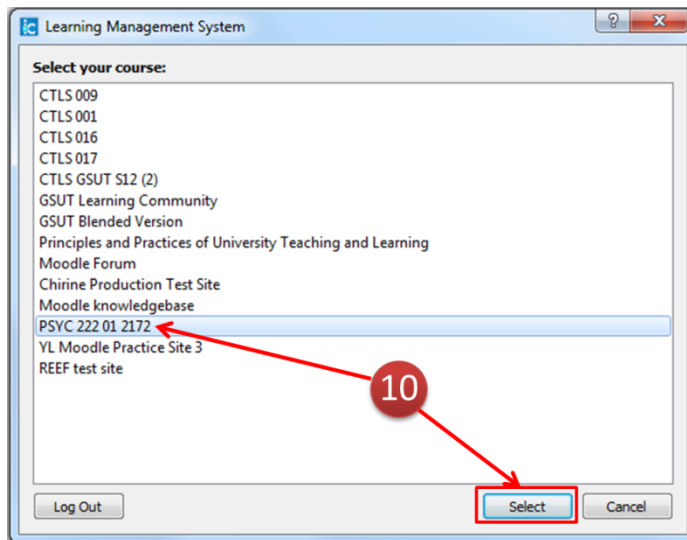 Learning Management System
Select your course:
CTLS 009
CTLS 001
CTLS 016
CTLS 017
CTLS GSUT S12 (2)
GSUT Learning Community
GSUT Blended Version
Principles and Practices of University Teaching and Learning
Moodle Forum
Chirine Production Test Site
Moodle knowledgebase
PSYC 222 01 2172
YL Moodle Practice Site 3
REEF test site
10
Log Out Select Cancel